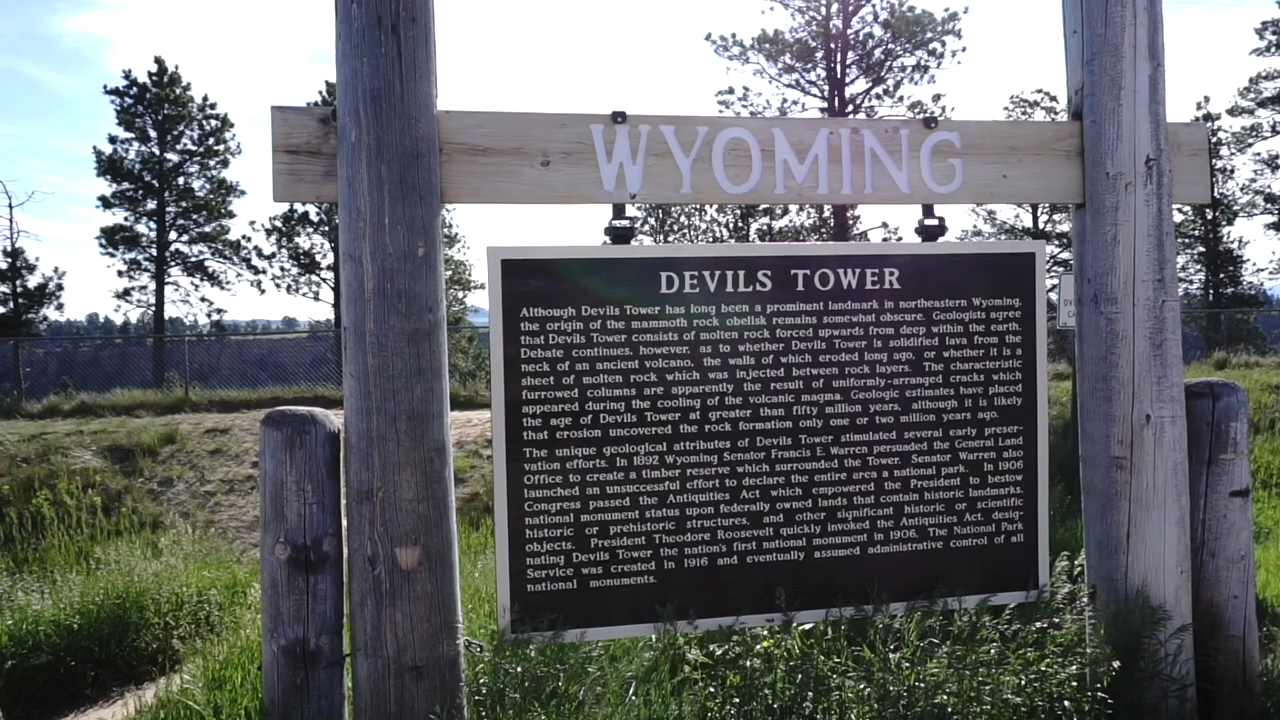 WYOMING
DEVILS TOWER
Although Devils Tower has long been a prominent landmark in northeastern Wyoming,
the origin of the mammoth rock obelisk remains somewhat obscure. Geologists agree
that Devils Tower consists of molten rock forced upwards from deep within the earth.
Debate continues, however, as to whether Devils Tower is solidified lava from the
neck of an ancient volcano, the walls of which eroded long ago, or whether it is a
sheet of molten rock which was injected between rock layers. The characteristic
furrowed columns are apparently the result of uniformly-arranged cracks which
appeared during the cooling of the volcanic magma. Geologic estimates have placed
the age of Devils Tower at greater than fifty million years, although it is likely
that erosion uncovered the rock formation only one or two million years ago.
The unique geological attributes of Devils Tower stimulated several early preser-
vation efforts. In 1892 Wyoming Senator Francis E. Warren persuaded the General Land
Office to create a timber reserve which surrounded the Tower. Senator Warren also
launched an unsuccessful effort to declare the entire area a national park. In 1906
Congress passed the Antiquities Act which empowered the President to bestow
national monument status upon federally owned lands that contain historic landmarks,
historic or prehistoric structures, and other significant historic or scientific
objects. President Theodore Roosevelt quickly invoked the Antiquities Act, desig-
nating Devils Tower the nation's first national monument in 1906. The National Park
Service was created in 1916 and eventually assumed administrative control of all
national monuments.